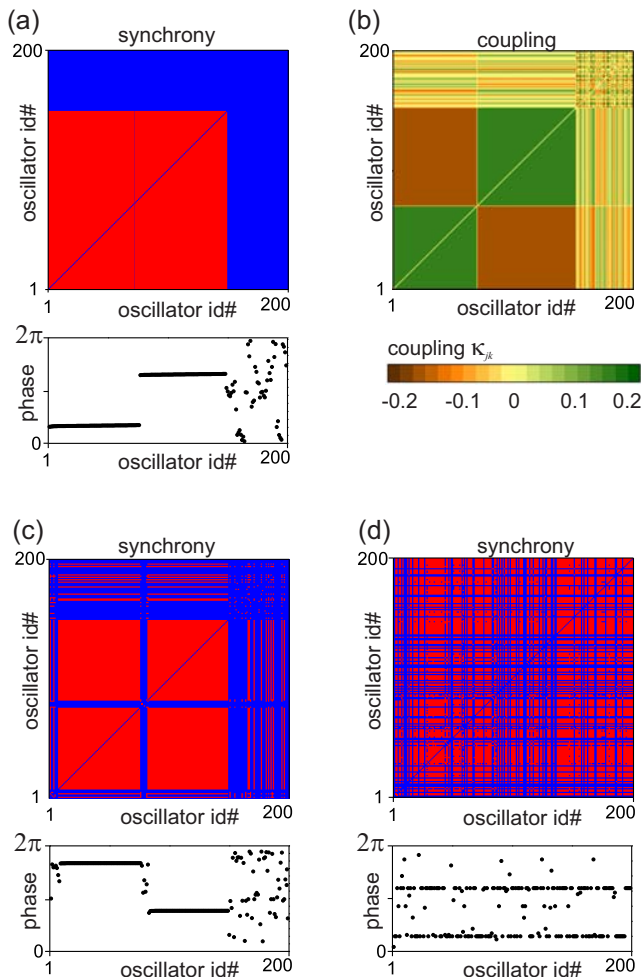 (a)
synchrony
200
oscillator id#
1
1
oscillator id#
200
2π
phase
0
1
oscillator id#
200
(b)
coupling
200
oscillator id#
1
1
oscillator id#
200
coupling κjk
-0.2 -0.1 0 0.1 0.2
(c)
synchrony
200
oscillator id#
1
1
oscillator id#
200
2π
phase
0
1
oscillator id#
200
(d)
synchrony
200
oscillator id#
1
1
oscillator id#
200
2π
phase
0
1
oscillator id#
200